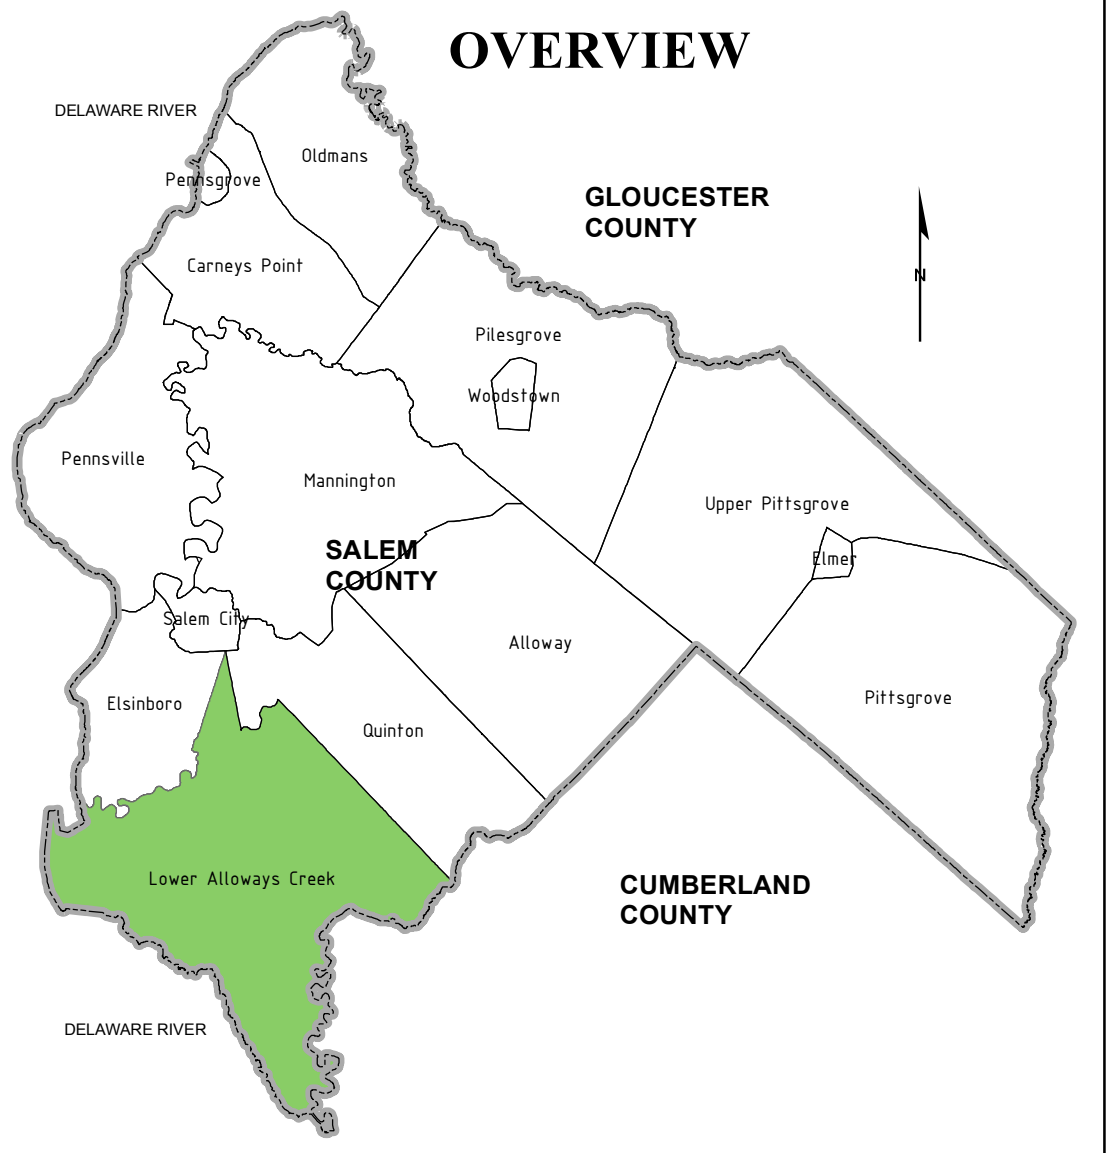 OVERVIEW
DELAWARE RIVER
Oldmans
Pennsgrove
GLOUCESTER
COUNTY
Carneys Point
N
Pilesgrove
Woodstown
Pennsville
Mannington
Upper Pittsgrove
SALEM
COUNTY
Elmer
Salem City
Alloway
Elsinboro
Pittsgrove
Quinton
Lower Alloways Creek
CUMBERLAND
COUNTY
DELAWARE RIVER